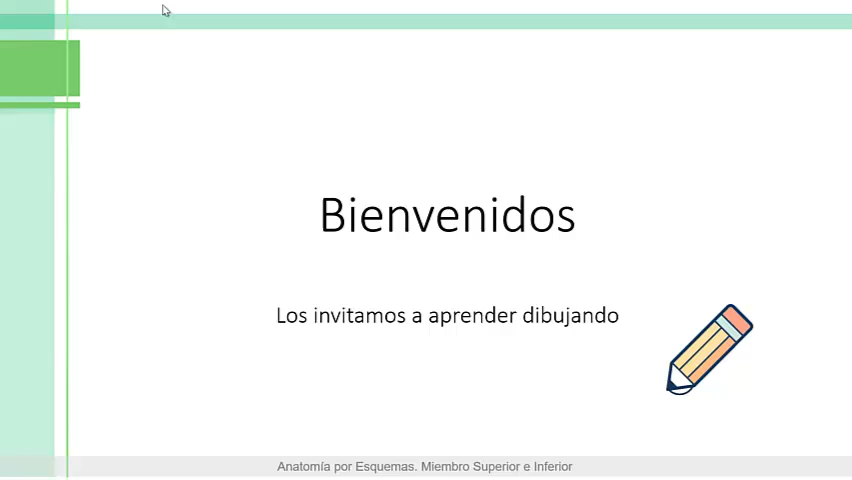 Bienvenidos
Los invitamos a aprender dibujando
Anatomía por Esquemas. Miembro Superior e Inferior